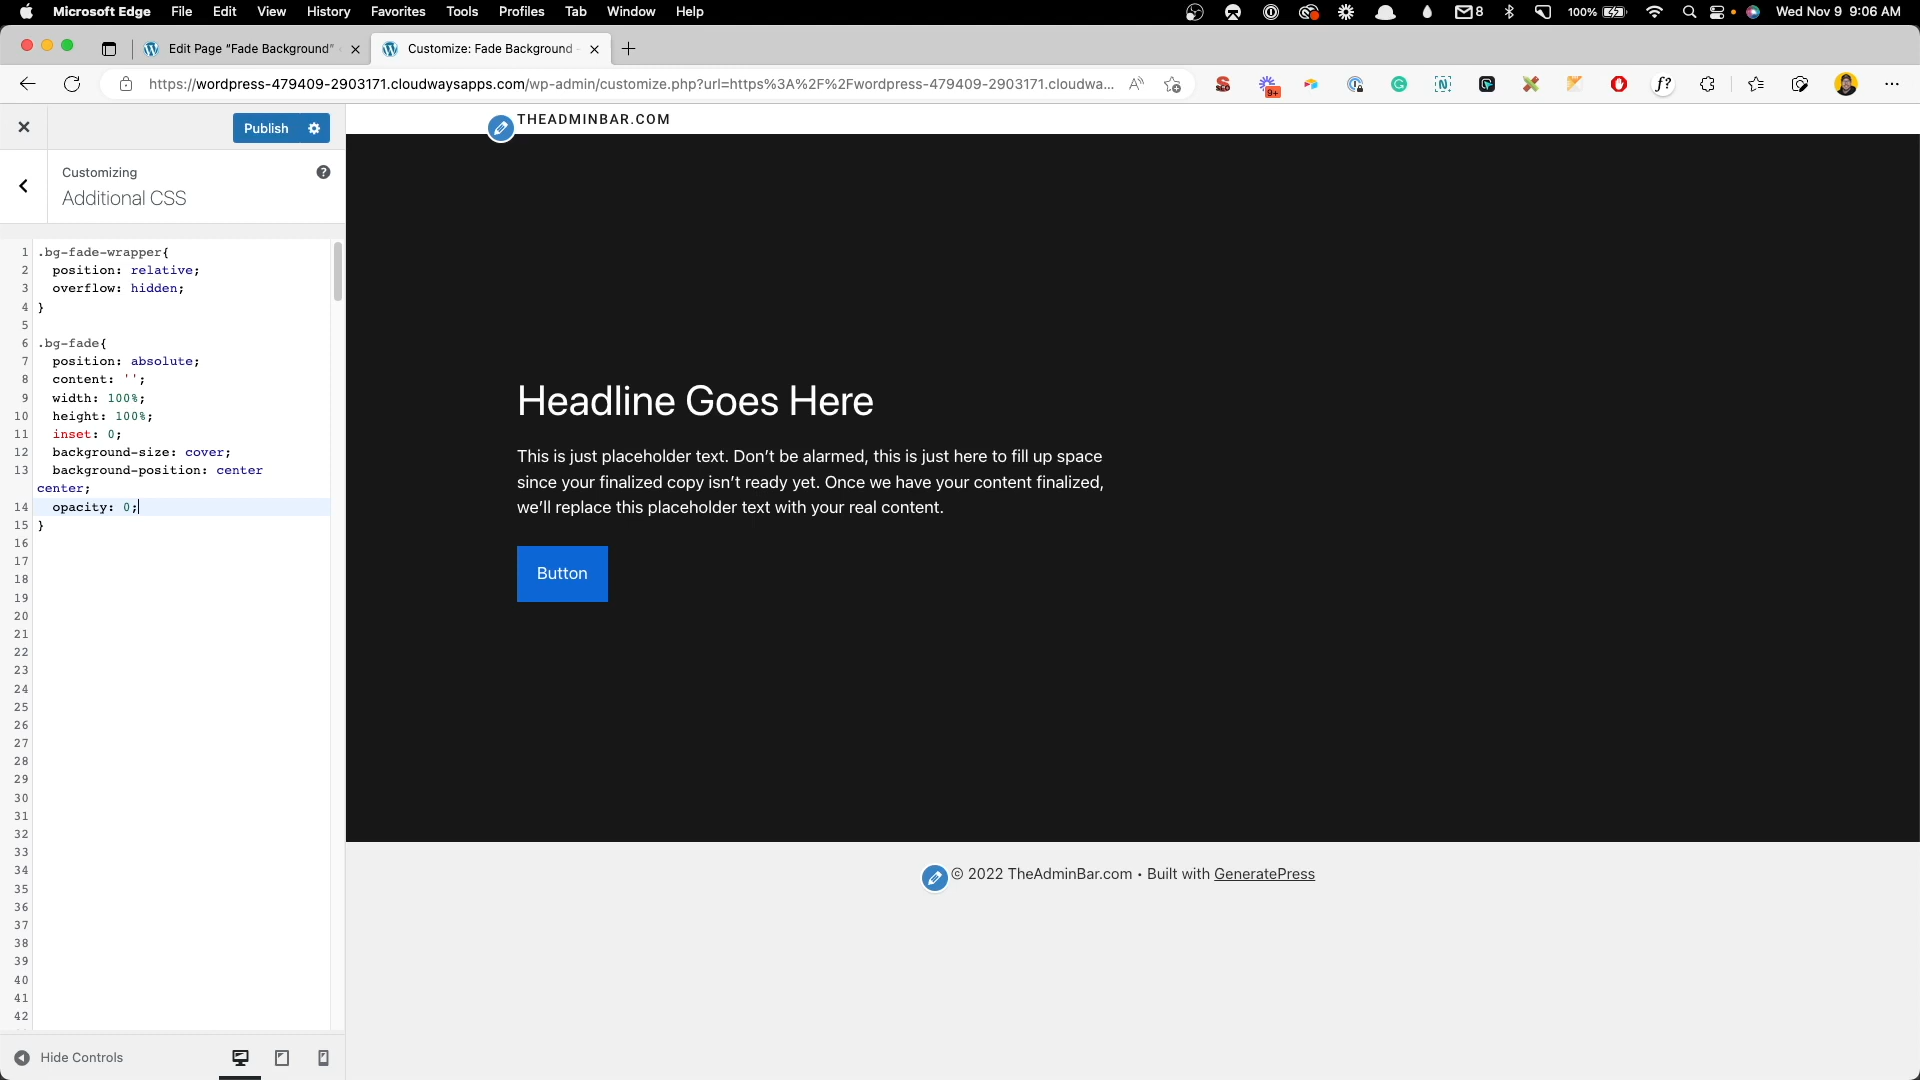 Microsoft Edge File Edit View History Favorites Tools Profiles Tab Window Help
8 100% Wed Nov 9 9:06 AM
Edit Page “Fade Background”
Customize: Fade Background -
https://wordpress-479409-2903171.cloudwaysapps.com/wp-admin/customize.php?url=https%3A%2F%2Fwordpress-479409-2903171.cloudwa...
9+
f?
Publish
Customizing
Additional CSS
1 .bg-fade-wrapper{
2 position: relative;
3 overflow: hidden;
4 }
5
6 .bg-fade{
7 position: absolute;
8 content: '';
9 width: 100%;
10 height: 100%;
11 inset: 0;
12 background-size: cover;
13 background-position: center
center;
14 opacity: 0;
15 }
16
17
18
19
20
21
22
23
24
25
26
27
28
29
30
31
32
33
34
35
36
37
38
39
40
41
42
Hide Controls
THEADMINBAR.COM
Headline Goes Here
This is just placeholder text. Don’t be alarmed, this is just here to fill up space
since your finalized copy isn’t ready yet. Once we have your content finalized,
we’ll replace this placeholder text with your real content.
Button
© 2022 TheAdminBar.com • Built with GeneratePress